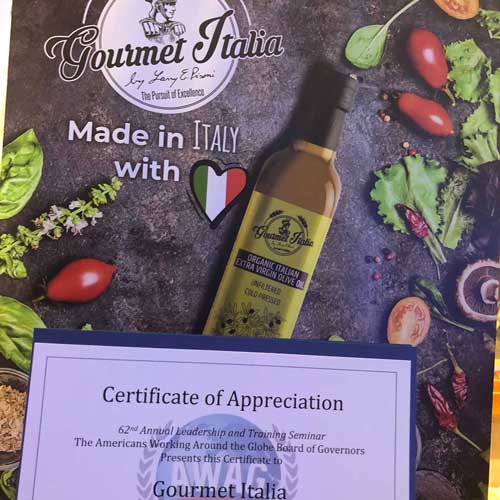 Gourmet Italia
by Larry E. Pisoni
The Pursuit of Excellence
Made in ITALY
with
Gourmet Italia
ORGANIC ITALIAN
EXTRA VIRGIN OLIVE OIL
UNFILTERED
COLD PRESSED
Certificate of Appreciation
62nd Annual Leadership and Training Seminar
The Americans Working Around the Globe Board of Governors
Presents this Certificate to
Gourmet Italia